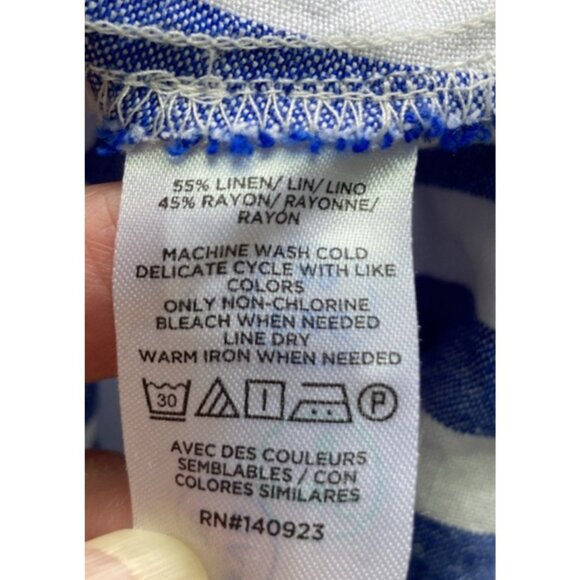 55% LINEN/ LIN/ LINO
45% RAYON/ RAYONNE/
RAYÓN
MACHINE WASH COLD
DELICATE CYCLE WITH LIKE
COLORS
ONLY NON-CHLORINE
BLEACH WHEN NEEDED
LINE DRY
WARM IRON WHEN NEEDED
30 P
AVEC DES COULEURS
SEMBLABLES / CON
COLORES SIMILARES
RN#140923